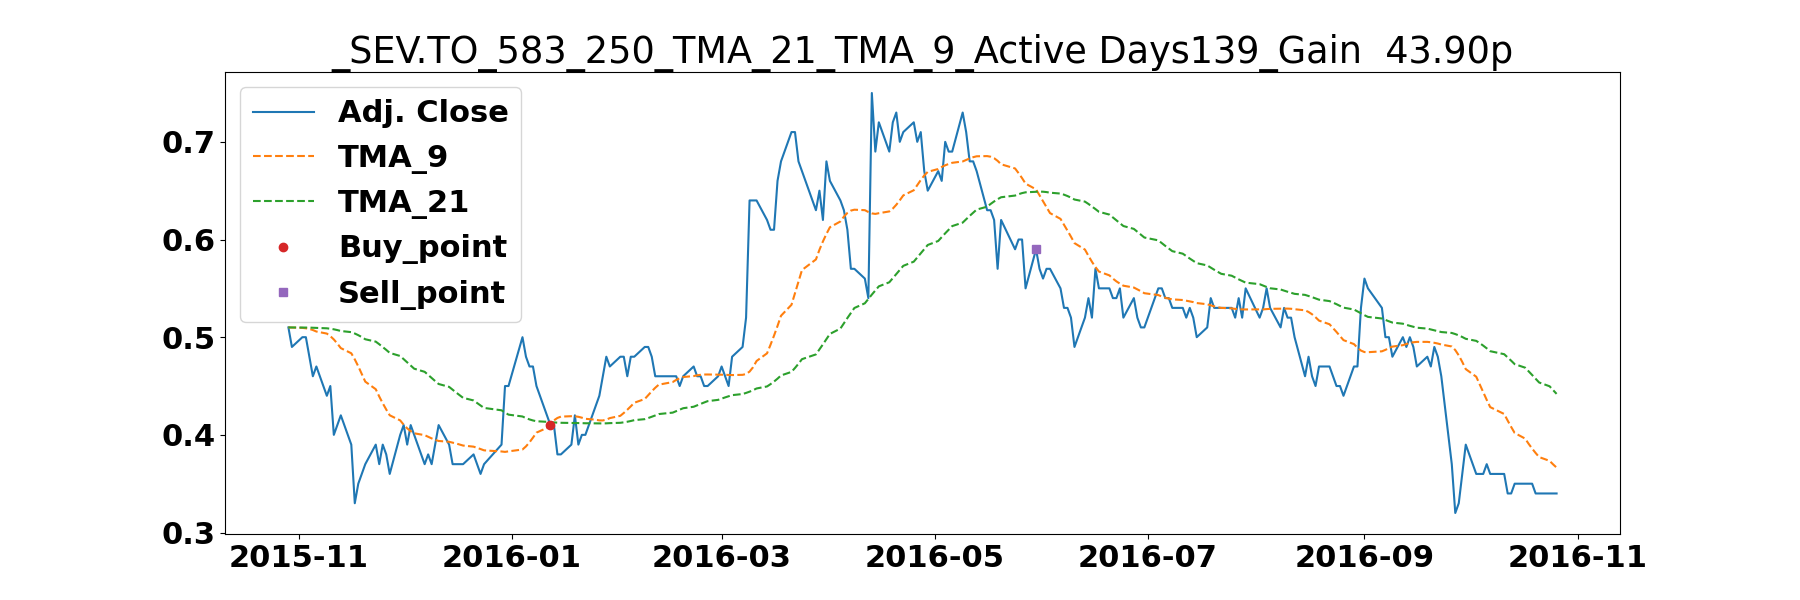 _SEV.TO_583_250_TMA_21_TMA_9_Active Days139_Gain  43.90p
Adj. Close
TMA_9
TMA_21
Buy_point
Sell_point
0.7
0.6
0.5
0.4
0.3
2015-11 2016-01 2016-03 2016-05 2016-07 2016-09 2016-11